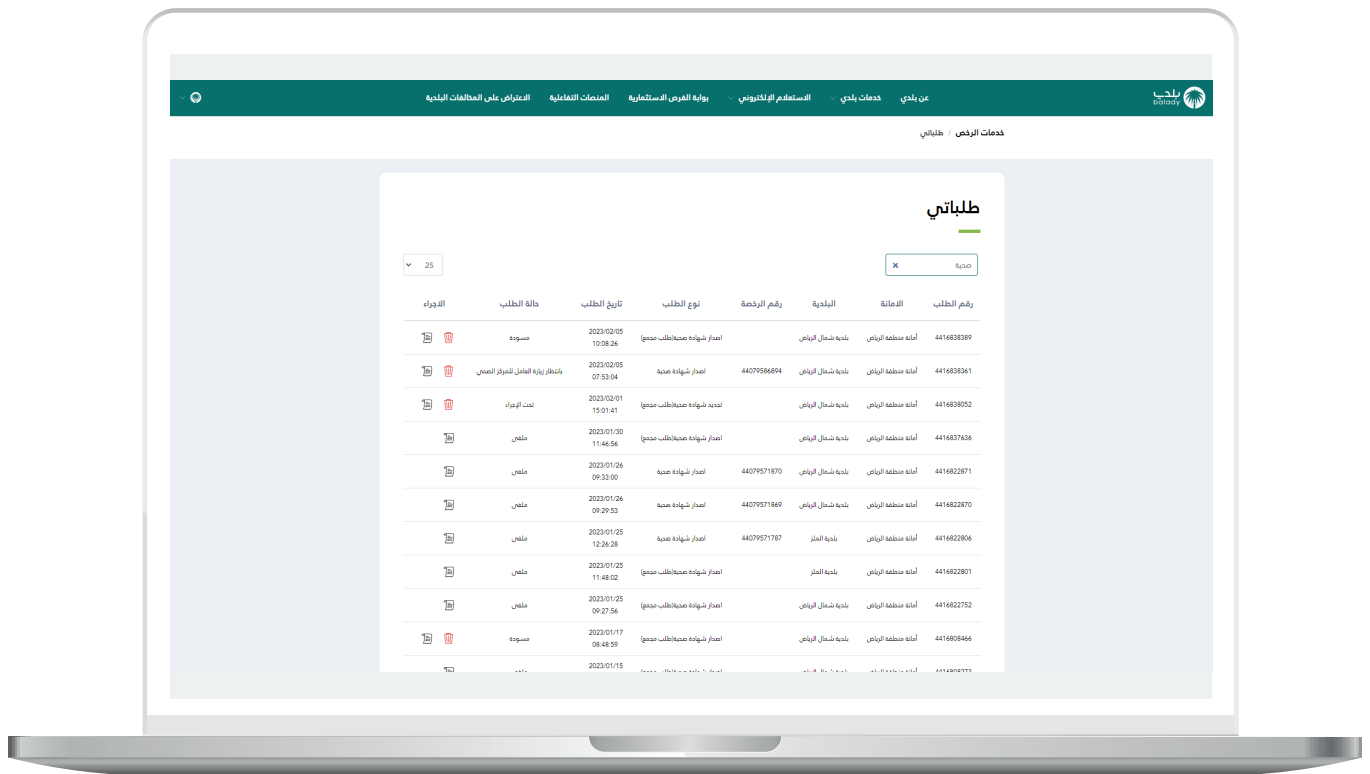 بلدي
balady
عن بلدي خدمات بلدي الاستعلام الإلكتروني بوابة الفرص الاستثمارية المنصات التفاعلية الاعتراض على المخالفات البلدية
خدمات الرخص / طلباتي
طلباتي
صحية × 25
رقم الطلب الامانة البلدية رقم الرخصة نوع الطلب تاريخ الطلب حالة الطلب الاجراء
4416838389 أمانة منطقة الرياض بلدية شمال الرياض اصدار شهادة صحية(طلب مجمع) 2023/02/05 10:08:26 مسودة
4416838361 أمانة منطقة الرياض بلدية شمال الرياض 44079586894 اصدار شهادة صحية 2023/02/05 07:53:04 بانتظار زيارة العامل للمركز الصحي
4416838052 أمانة منطقة الرياض بلدية شمال الرياض تجديد شهادة صحية(طلب مجمع) 2023/02/01 15:01:41 تحت الإجراء
4416837636 أمانة منطقة الرياض بلدية شمال الرياض اصدار شهادة صحية(طلب مجمع) 2023/01/30 11:46:56 ملغى
4416822871 أمانة منطقة الرياض بلدية شمال الرياض 44079571870 اصدار شهادة صحية 2023/01/26 09:33:00 ملغى
4416822870 أمانة منطقة الرياض بلدية شمال الرياض 44079571869 اصدار شهادة صحية 2023/01/26 09:29:53 ملغى
4416822806 أمانة منطقة الرياض بلدية الملز 44079571787 اصدار شهادة صحية 2023/01/25 12:26:28 ملغى
4416822801 أمانة منطقة الرياض بلدية الملز اصدار شهادة صحية(طلب مجمع) 2023/01/25 11:48:02 ملغى
4416822752 أمانة منطقة الرياض بلدية شمال الرياض اصدار شهادة صحية(طلب مجمع) 2023/01/25 09:27:56 ملغى
4416808466 أمانة منطقة الرياض بلدية شمال الرياض اصدار شهادة صحية(طلب مجمع) 2023/01/17 08:48:59 مسودة
2023/01/15